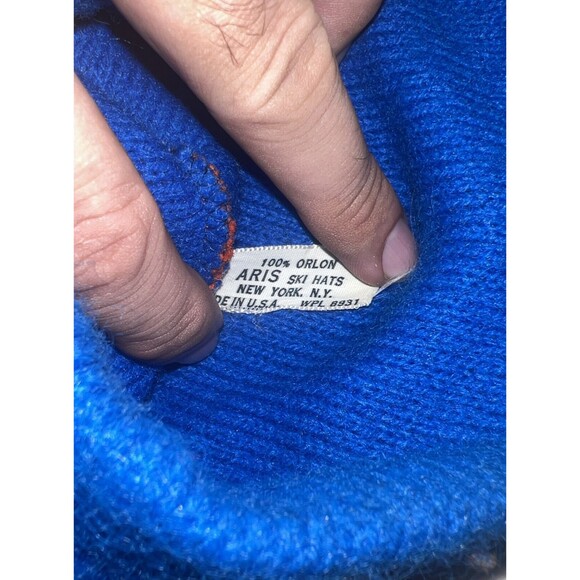 100% ORLON
ARIS SKI HATS
NEW YORK, N.Y.
DE IN U.S.A. WPL 8931